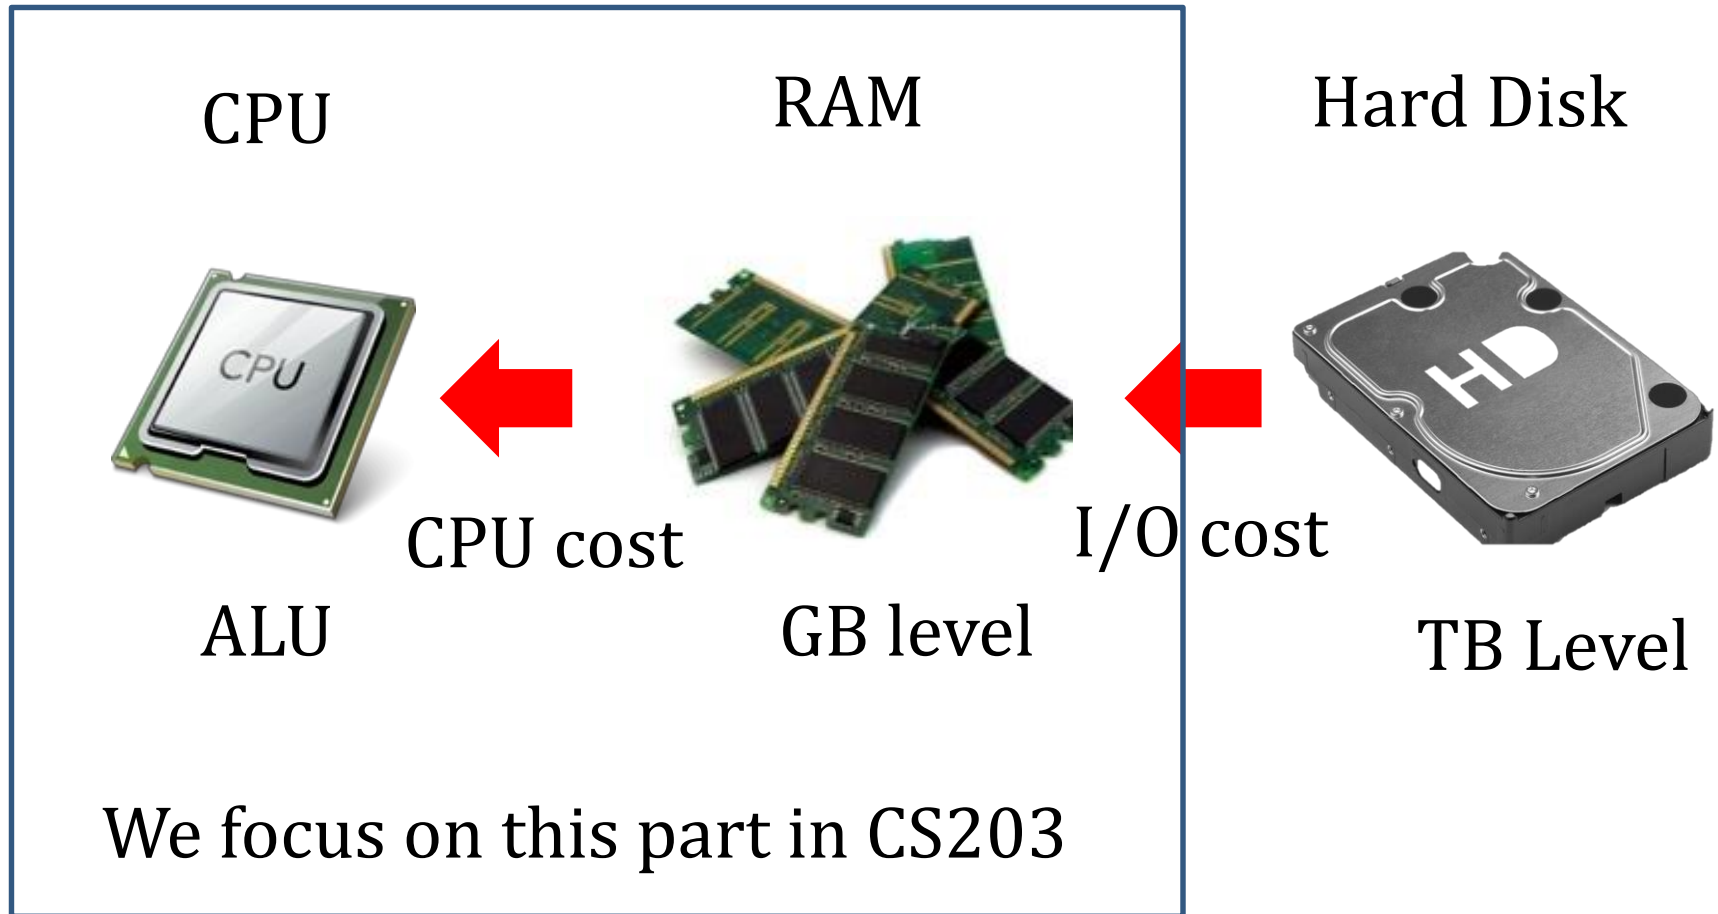 CPU
RAM
Hard Disk
CPU
HD
CPU cost
I/O cost
ALU
GB level
TB Level
We focus on this part in CS203